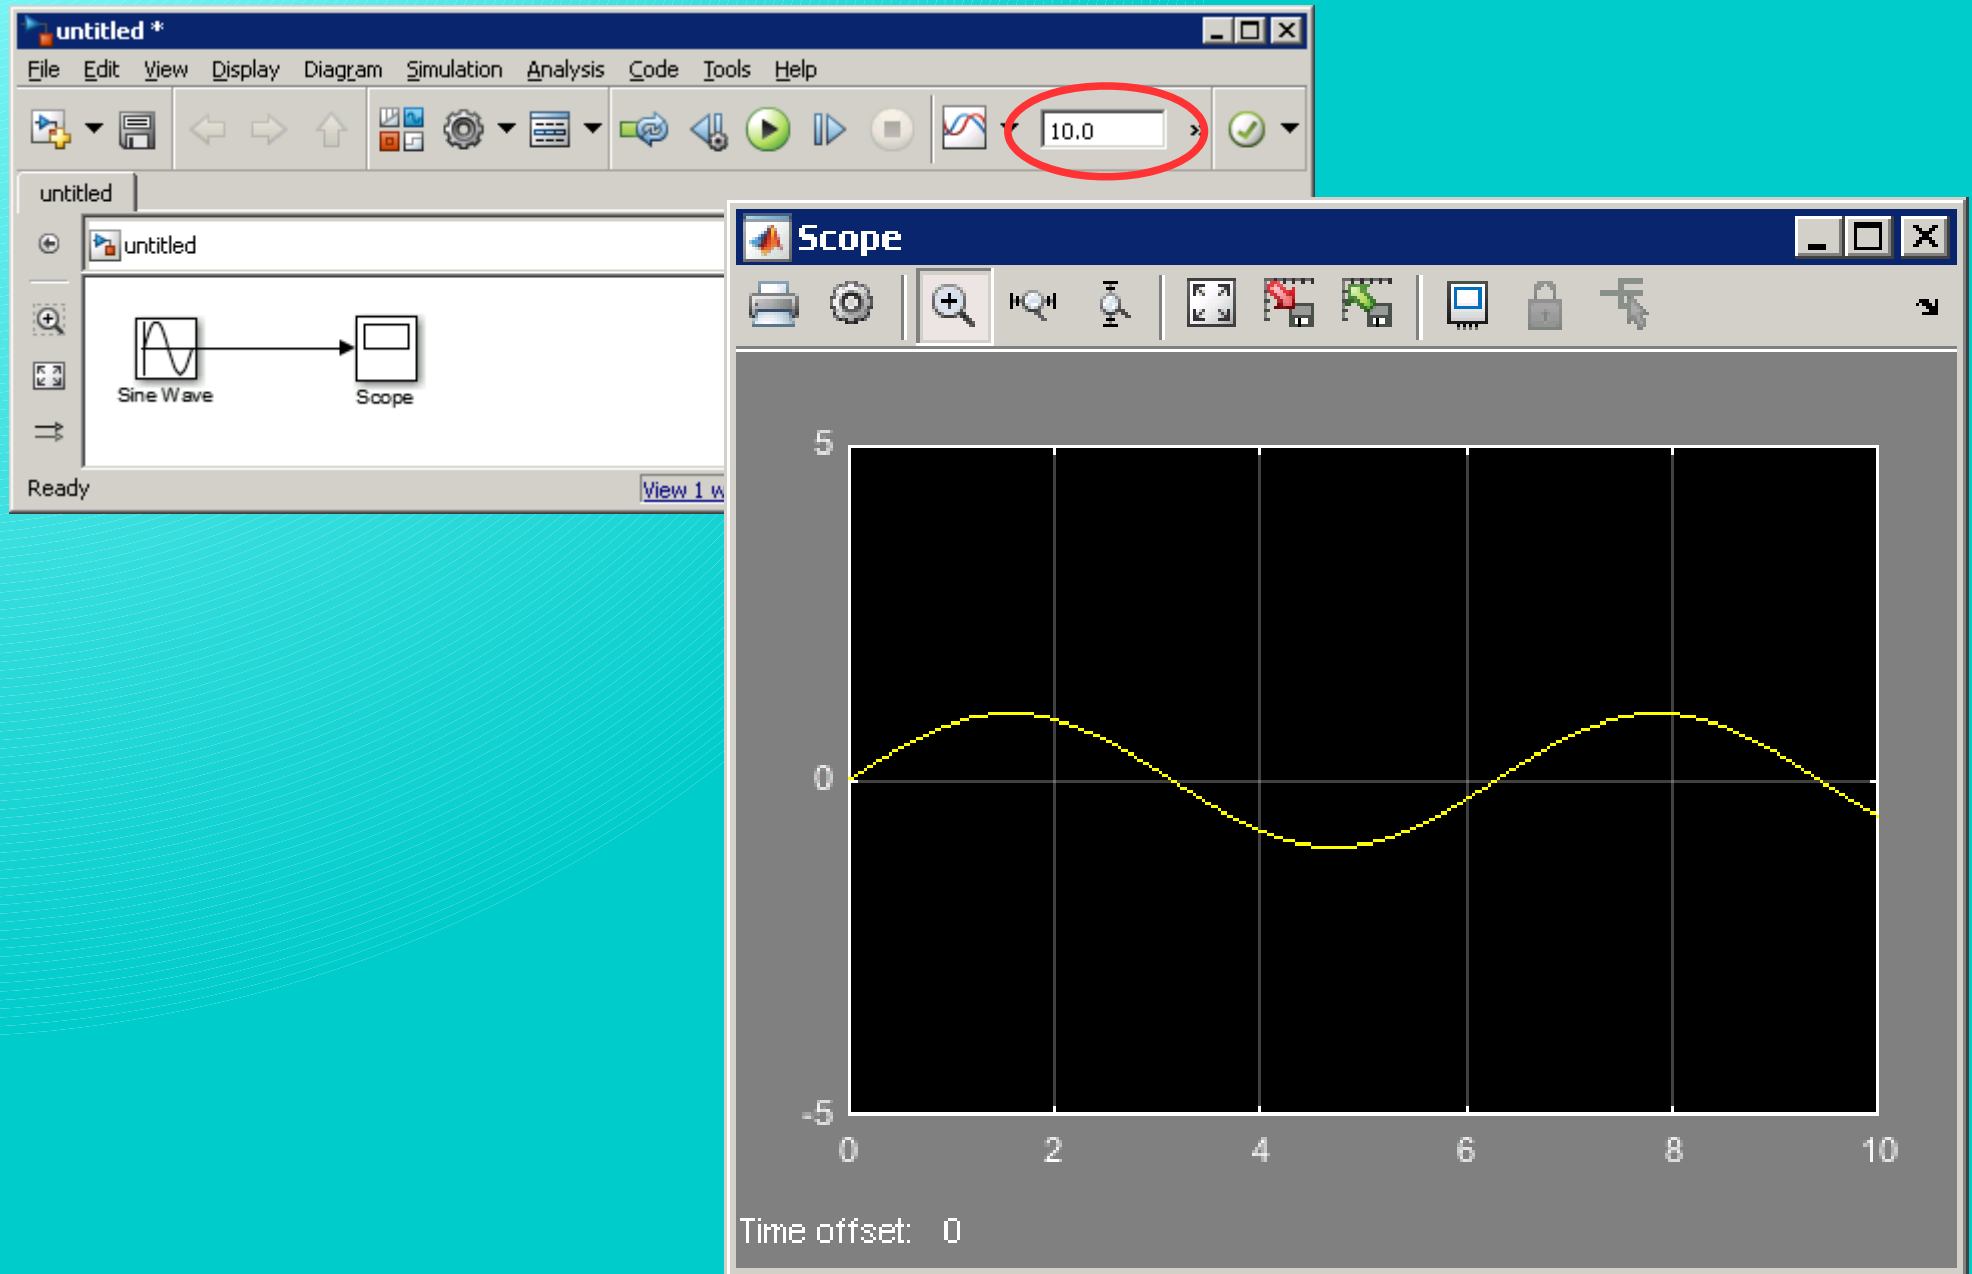 untitled *
File Edit View Display Diagram Simulation Analysis Code Tools Help
10.0
untitled
untitled
Sine Wave
Scope
Ready
View 1 w
Scope
5
0
-5
0 2 4 6 8 10
Time offset: 0